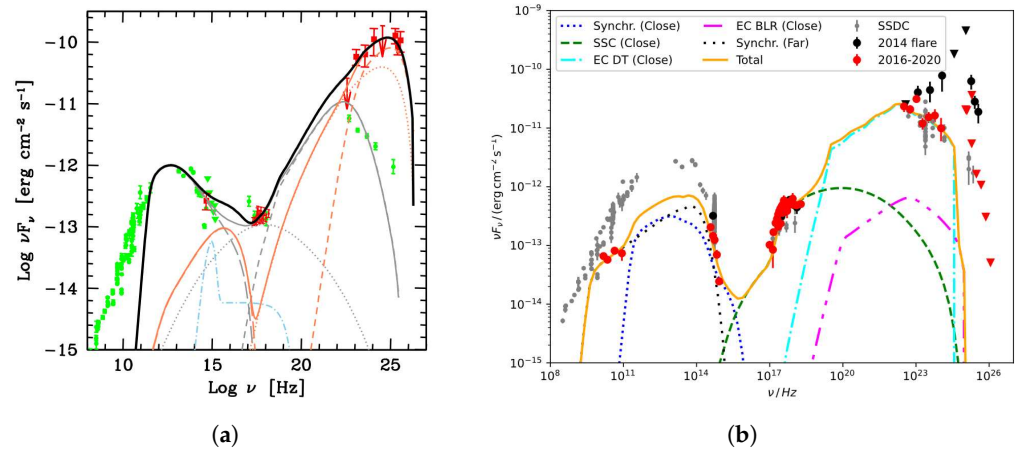 -10
-11
-12
-13
-14
-15
10
15
20
25
Log νFν [erg cm⁻² s⁻¹]
Log ν [Hz]
(a)
Synchr. (Close)
SSC (Close)
EC DT (Close)
EC BLR (Close)
Synchr. (Far)
Total
SSDC
2014 flare
2016-2020
10⁻⁹
10⁻¹⁰
10⁻¹¹
10⁻¹²
10⁻¹³
10⁻¹⁴
10⁻¹⁵
10⁸
10¹¹
10¹⁴
10¹⁷
10²⁰
10²³
10²⁶
νFν / (erg cm⁻² s⁻¹)
ν / Hz
(b)